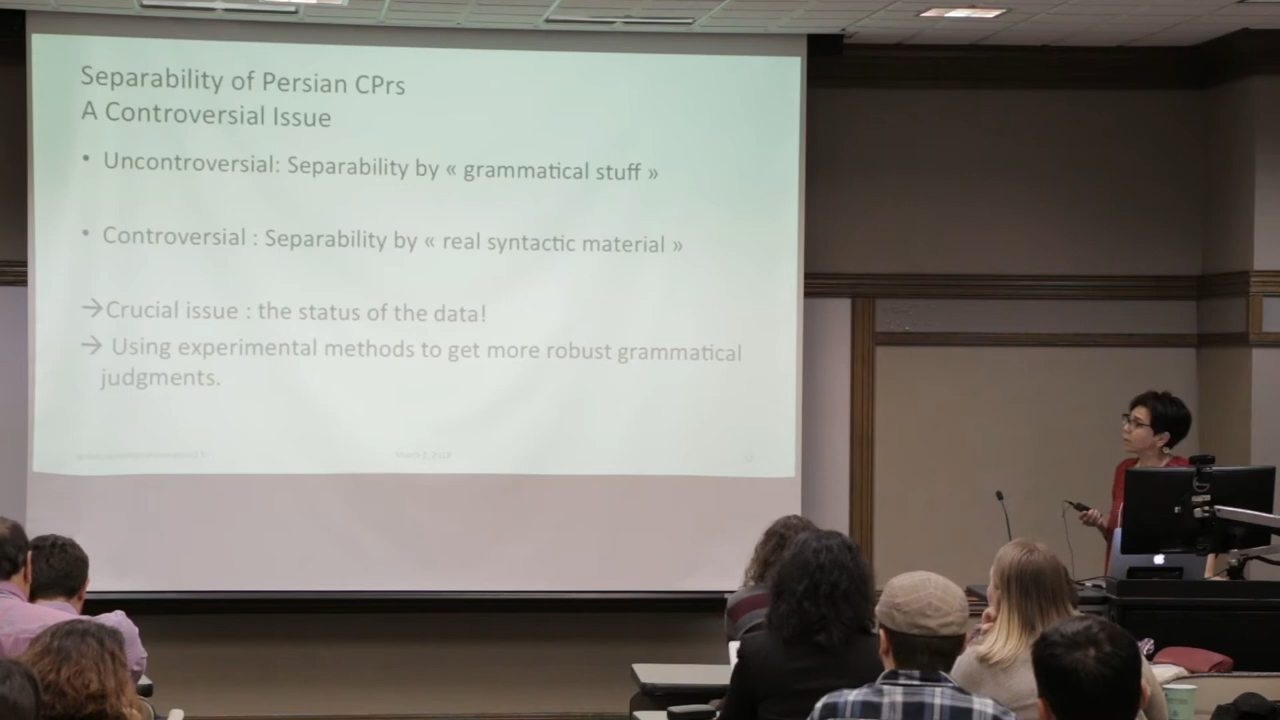 Separability of Persian CPrs
A Controversial Issue
• Uncontroversial: Separability by « grammatical stuff »
• Controversial : Separability by « real syntactic material »
→Crucial issue : the status of the data!
→ Using experimental methods to get more robust grammatical
judgments.